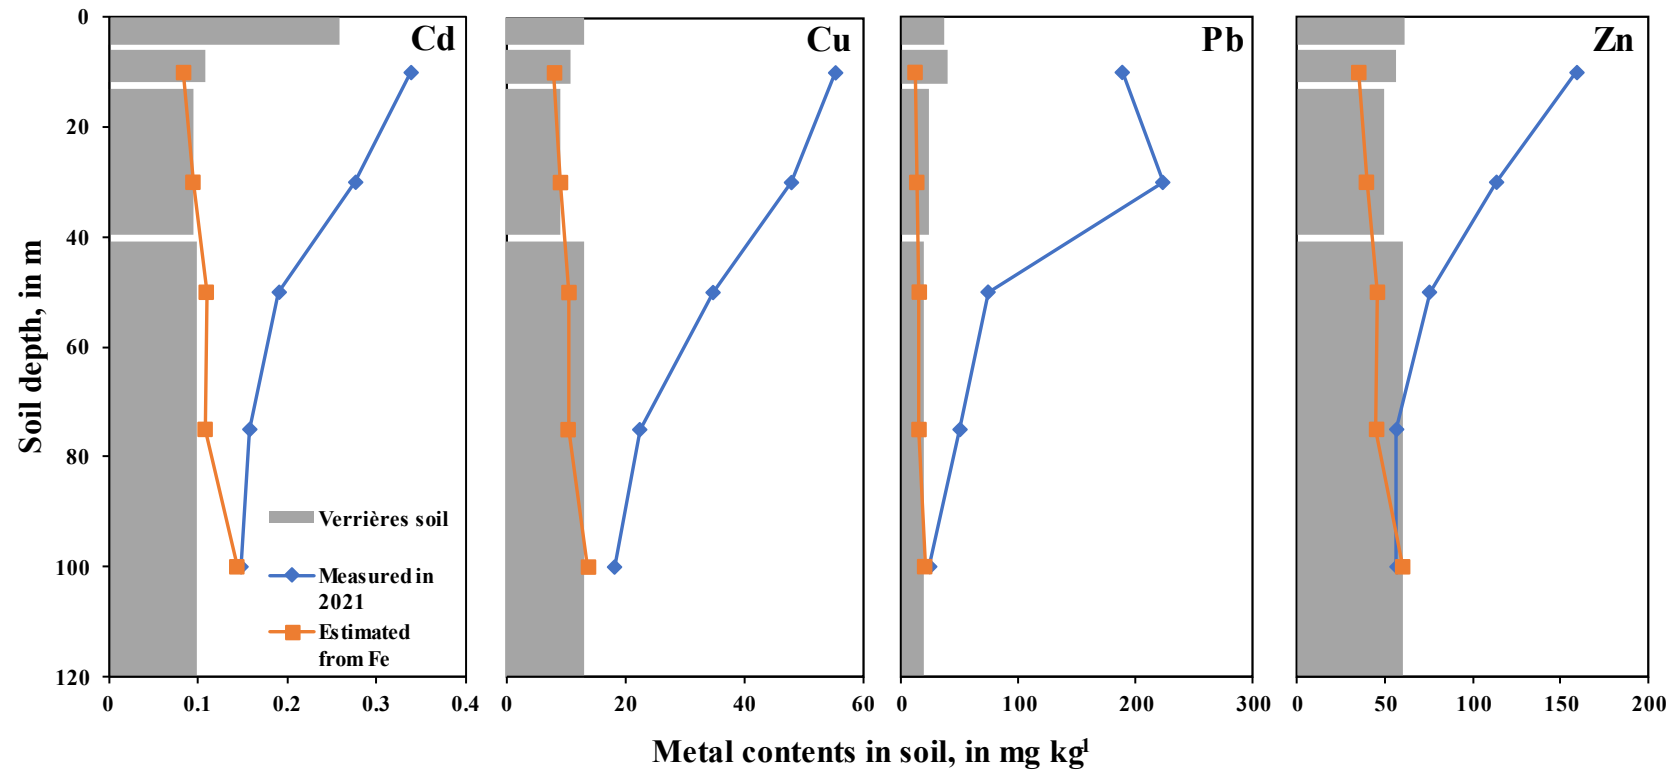 Cd
Cu
Pb
Zn
0
20
40
60
80
100
120
Soil depth, in m
Verrières soil
Measured in
2021
Estimated
from Fe
0 0.1 0.2 0.3 0.4
0 20 40 60
0 100 200 300
0 50 100 150 200
Metal contents in soil, in mg kg1